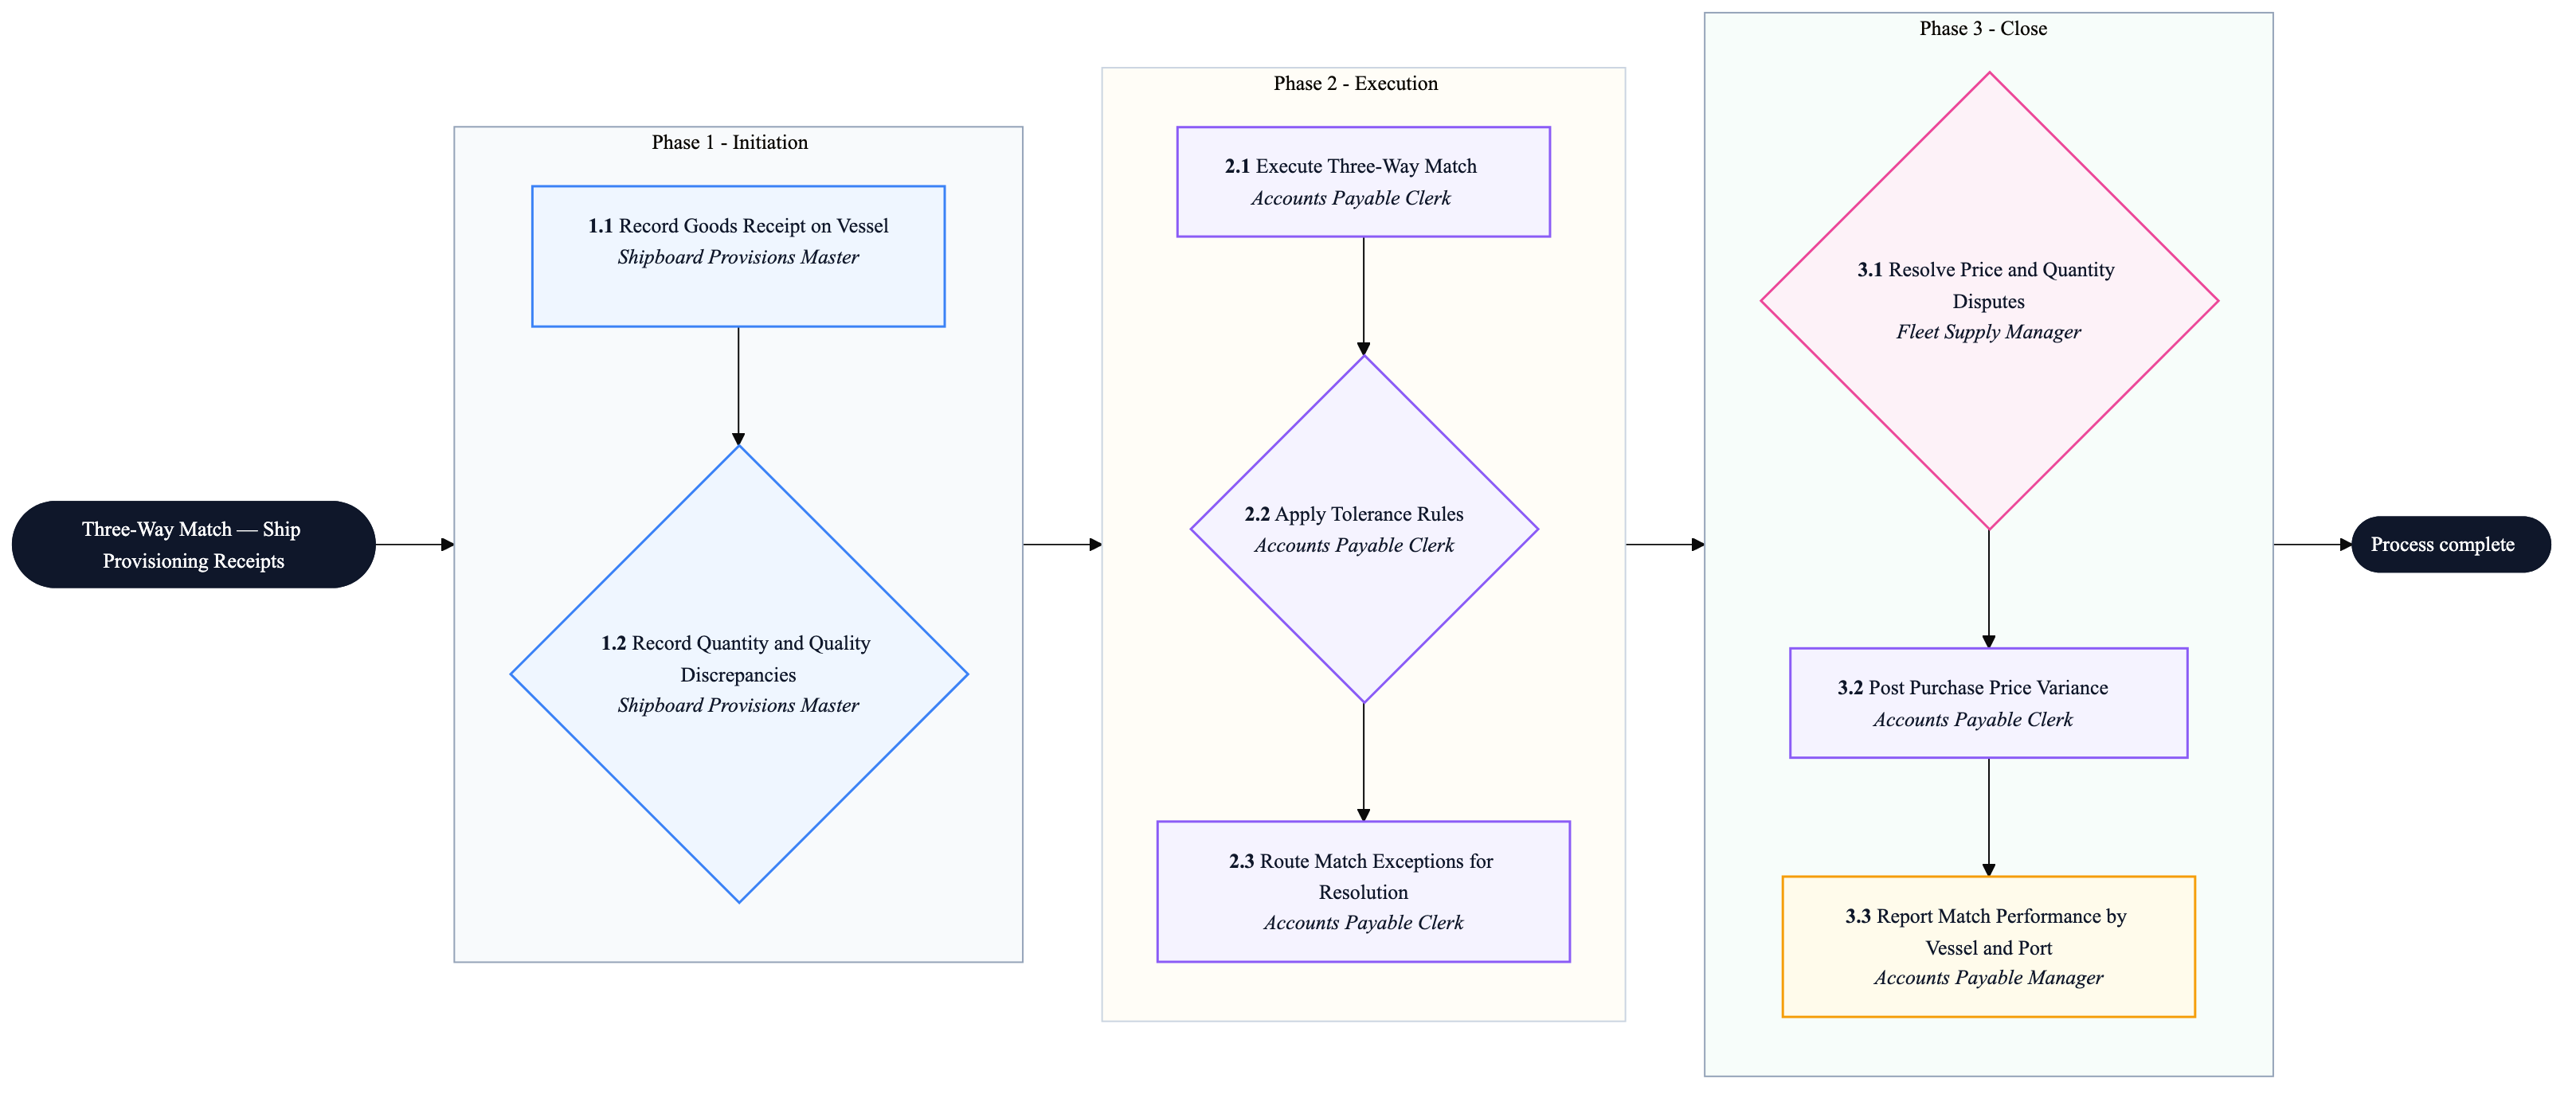 Three-Way Match — Ship
Provisioning Receipts
Phase 1 - Initiation
1.1 Record Goods Receipt on Vessel
Shipboard Provisions Master
1.2 Record Quantity and Quality
Discrepancies
Shipboard Provisions Master
Phase 2 - Execution
2.1 Execute Three-Way Match
Accounts Payable Clerk
2.2 Apply Tolerance Rules
Accounts Payable Clerk
2.3 Route Match Exceptions for
Resolution
Accounts Payable Clerk
Phase 3 - Close
3.1 Resolve Price and Quantity
Disputes
Fleet Supply Manager
3.2 Post Purchase Price Variance
Accounts Payable Clerk
3.3 Report Match Performance by
Vessel and Port
Accounts Payable Manager
Process complete